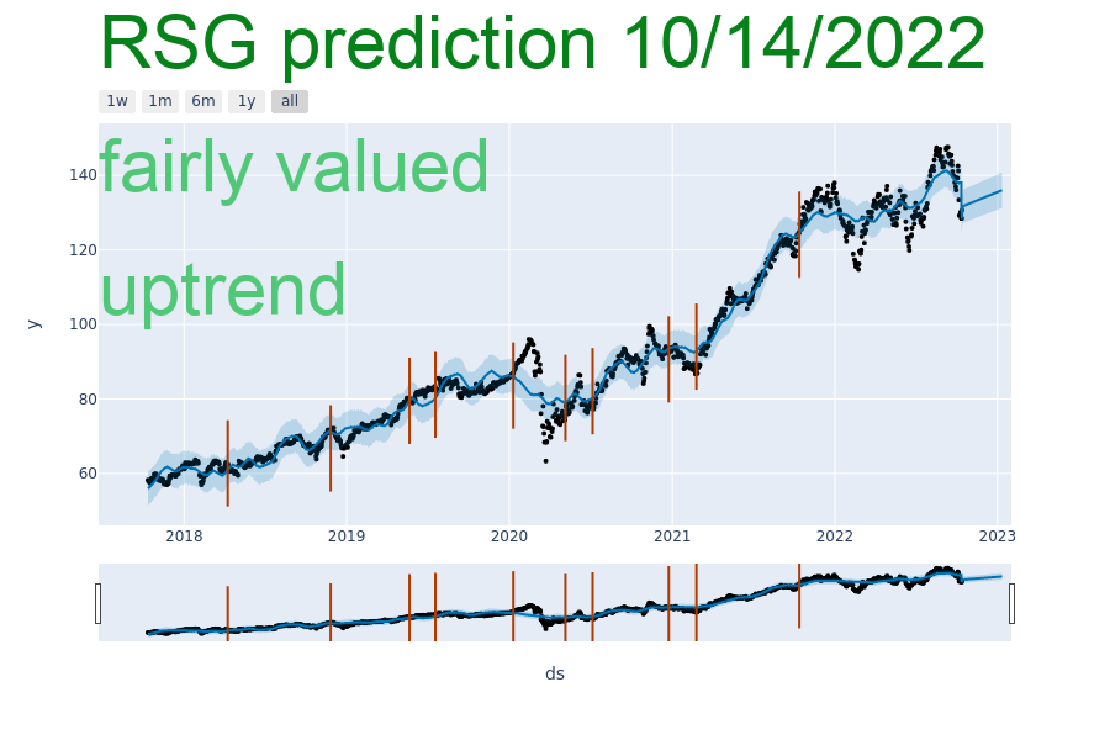 RSG prediction 10/14/2022
1w 1m 6m 1y all
fairly valued
uptrend
140
120
100
80
60
y
2018 2019 2020 2021 2022 2023
ds